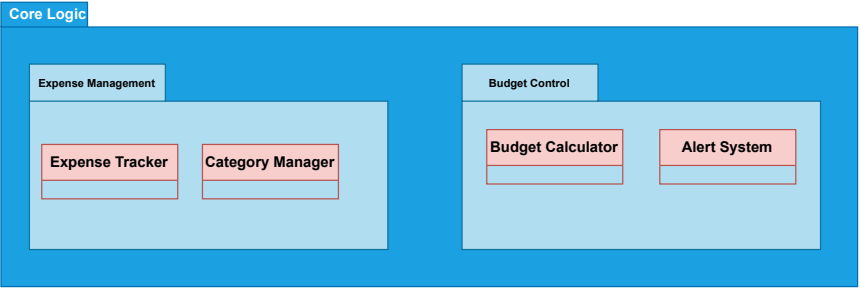 Core Logic
Expense Management
Budget Control
Expense Tracker
Category Manager
Budget Calculator
Alert System